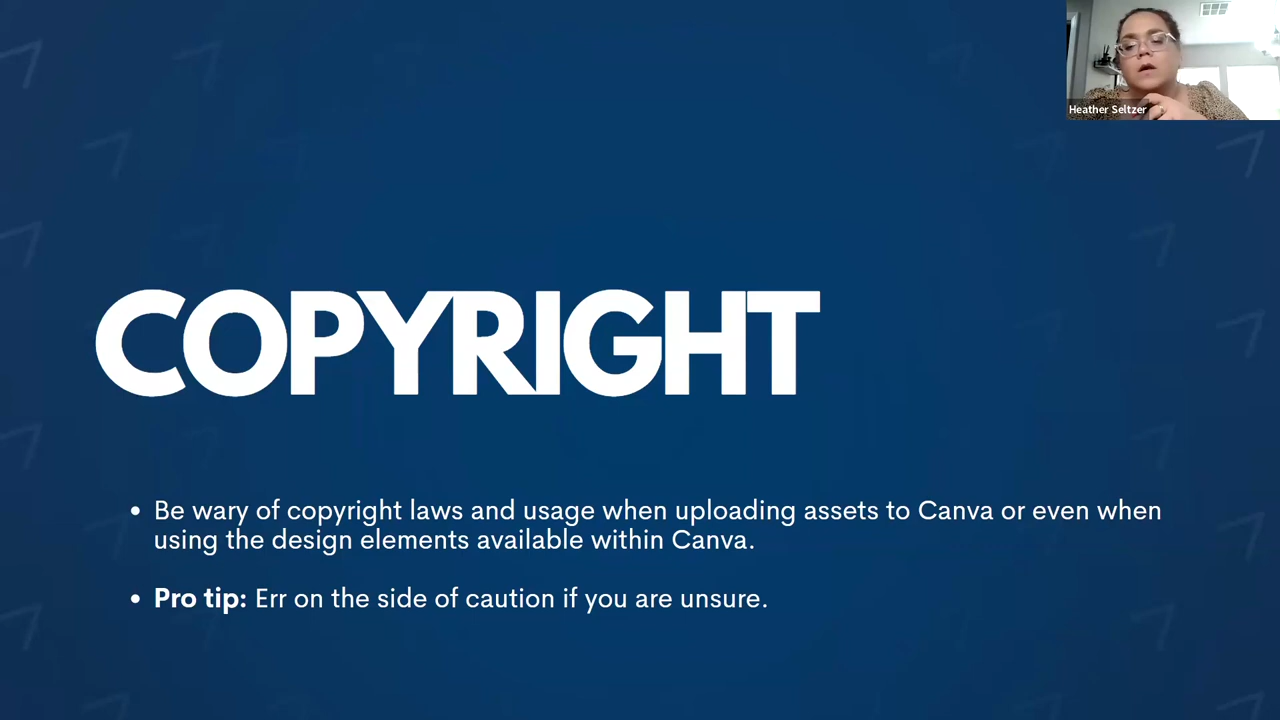 Heather Seltzer
COPYRIGHT
• Be wary of copyright laws and usage when uploading assets to Canva or even when
using the design elements available within Canva.
• Pro tip: Err on the side of caution if you are unsure.